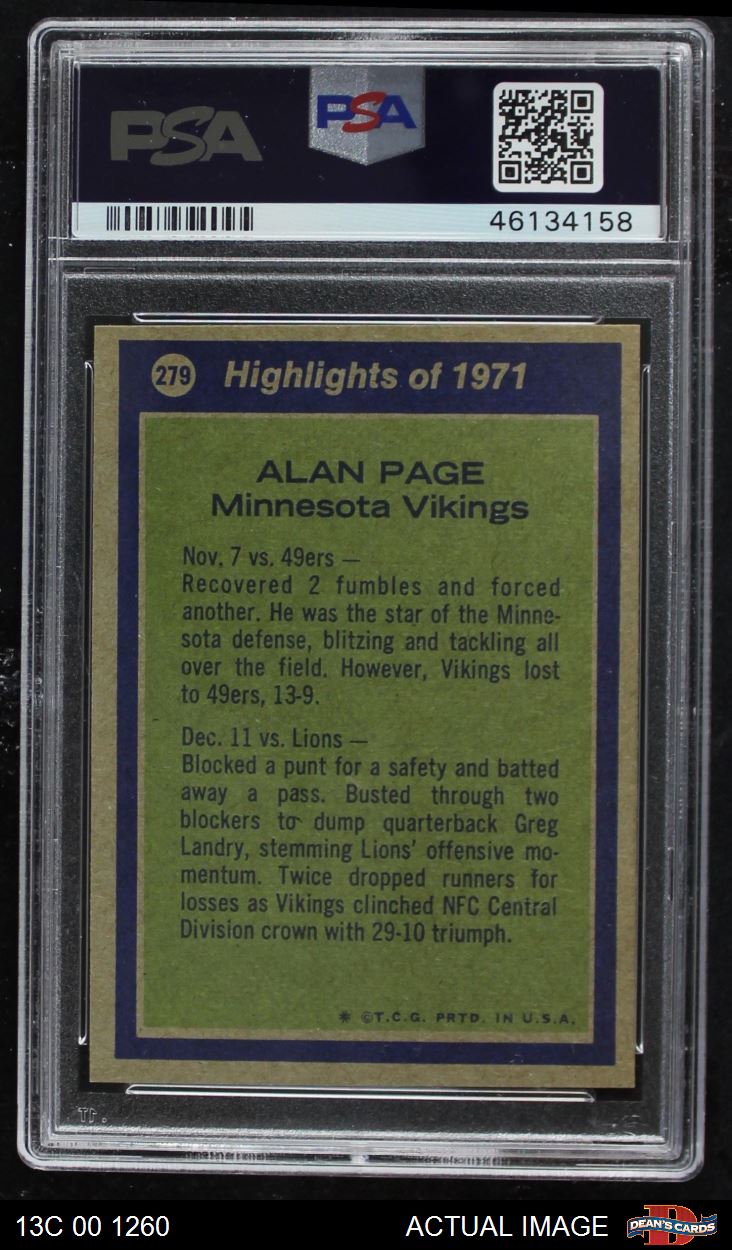 PSA
PSA
46134158
279 Highlights of 1971
ALAN PAGE
Minnesota Vikings
Nov. 7 vs. 49ers —
Recovered 2 fumbles and forced
another. He was the star of the Minne-
sota defense, blitzing and tackling all
over the field. However, Vikings lost
to 49ers, 13-9.
Dec. 11 vs. Lions —
Blocked a punt for a safety and batted
away a pass. Busted through two
blockers to dump quarterback Greg
Landry, stemming Lions' offensive mo-
mentum. Twice dropped runners for
losses as Vikings clinched NFC Central
Division crown with 29-10 triumph.
* ©T.C.G. PRTD. IN U.S.A.
13C 00 1260 ACTUAL IMAGE DEAN'S CARDS